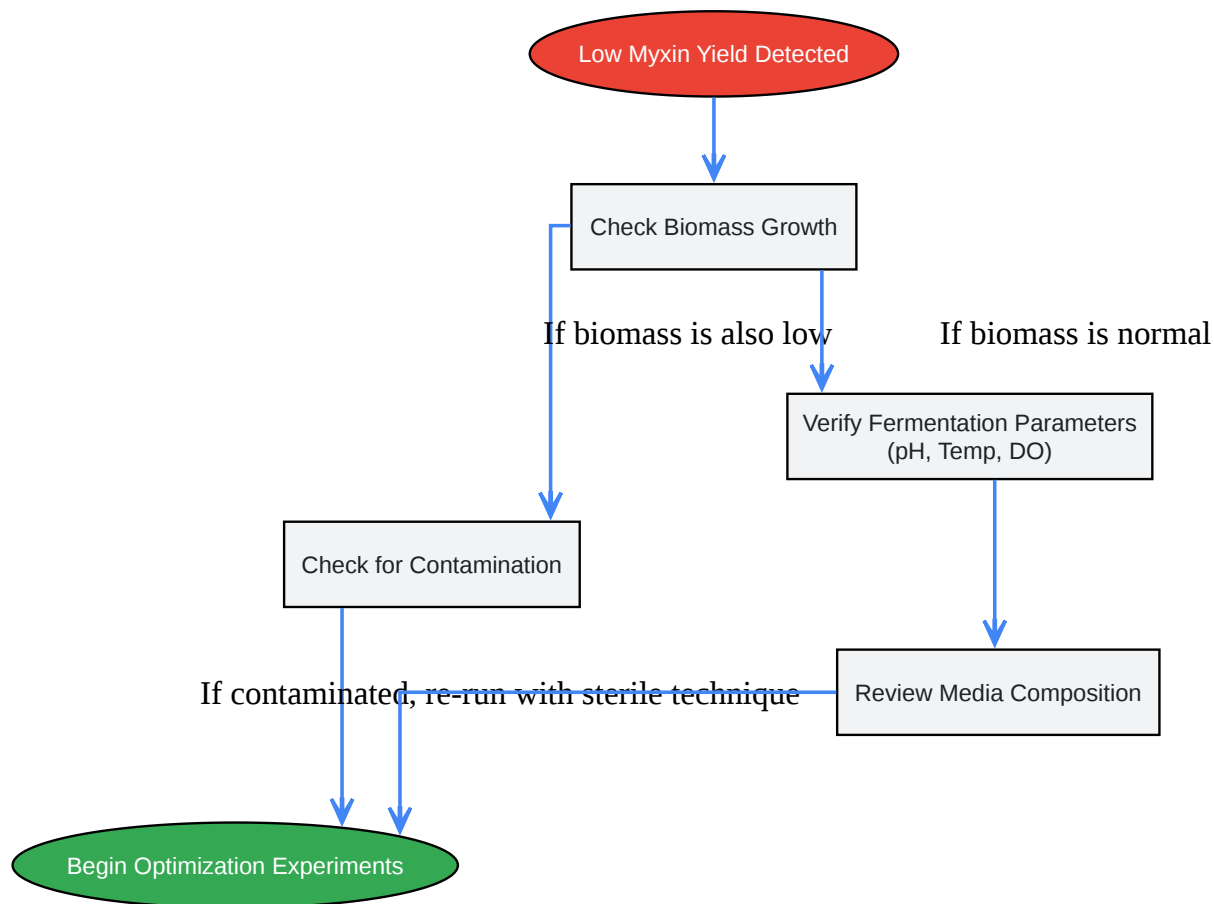 Low Myxin Yield Detected
Check Biomass Growth
If biomass is also low
If biomass is normal
Verify Fermentation Parameters
(pH, Temp, DO)
Check for Contamination
If contaminated, re-run with sterile technique
Review Media Composition
Begin Optimization Experiments